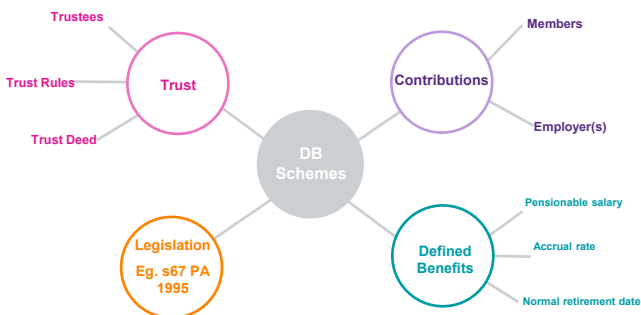 Trustees
Trust Rules
Trust Deed
Trust
Contributions
Members
Employer(s)
DB
Schemes
Legislation
Eg. s67 PA
1995
Defined
Benefits
Pensionable salary
Accrual rate
Normal retirement date